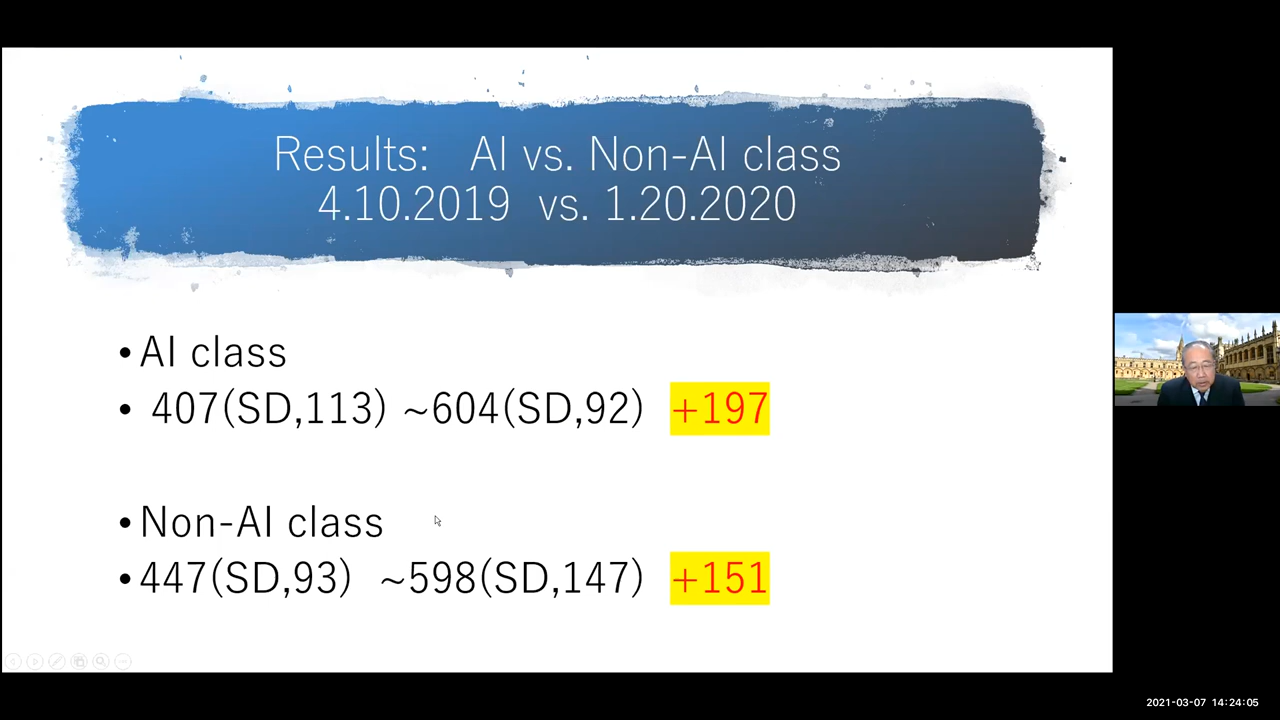 Results: AI vs. Non-AI class
4.10.2019 vs. 1.20.2020
•AI class
• 407(SD,113) ~604(SD,92) +197
•Non-AI class
•447(SD,93) ~598(SD,147) +151
2021-03-07 14:24:05